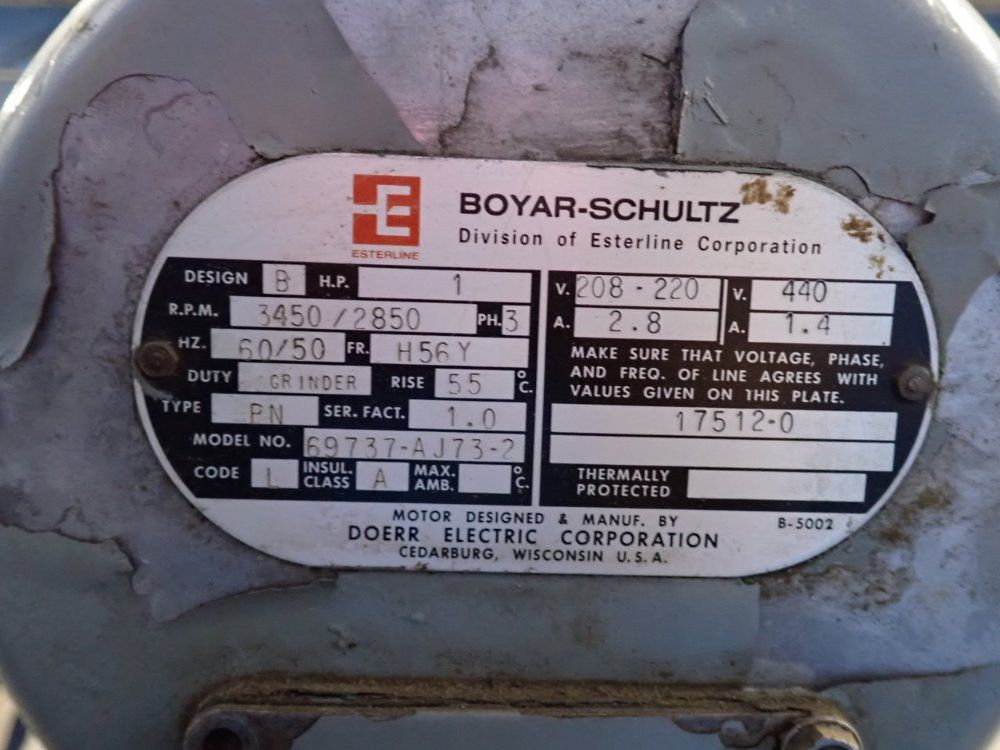 E
ESTERLINE
BOYAR-SCHULTZ
Division of Esterline Corporation
DESIGN B H.P. 1
R.P.M. 3450/2850 PH. 3
HZ. 60/50 FR. H56Y
DUTY GRINDER RISE 55 °C.
TYPE PN SER. FACT. 1.0
MODEL NO. 69737-AJ73-2
CODE L INSUL. CLASS A MAX. AMB. °C.
V. 208-220 V. 440
A. 2.8 A. 1.4
MAKE SURE THAT VOLTAGE, PHASE,
AND FREQ. OF LINE AGREES WITH
VALUES GIVEN ON THIS PLATE.
17512-0
THERMALLY
PROTECTED
MOTOR DESIGNED & MANUF. BY
B-5002
DOERR ELECTRIC CORPORATION
CEDARBURG, WISCONSIN U.S.A.